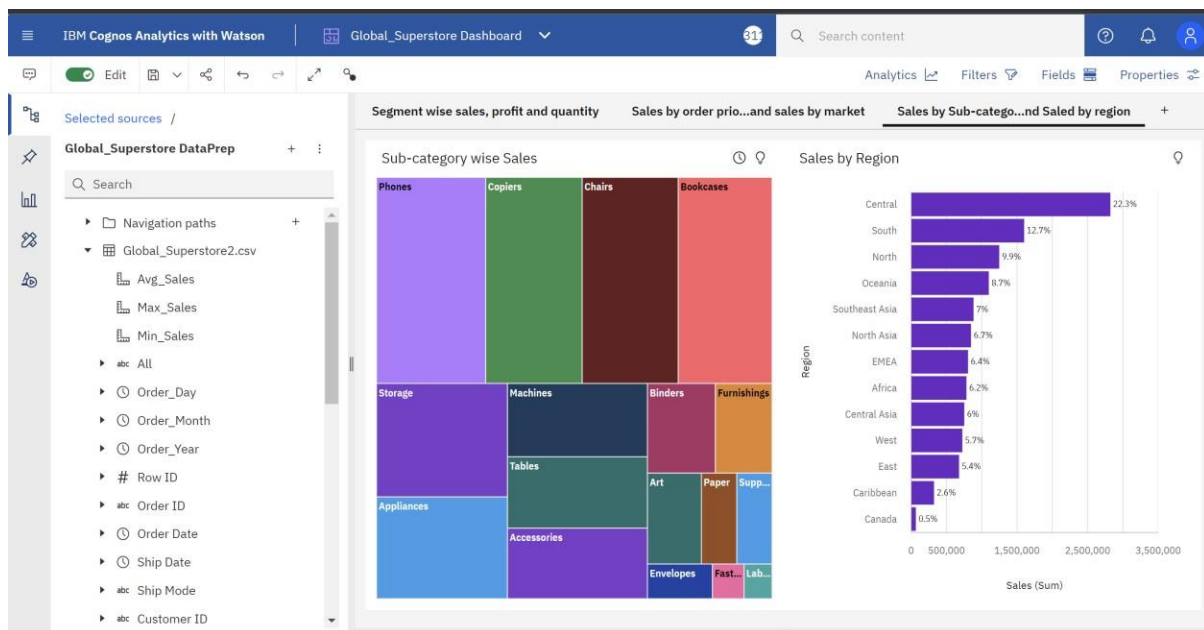 IBM Cognos Analytics with Watson
Global_Superstore Dashboard
Search content
Edit
Analytics
Filters
Fields
Properties
Selected sources /
Global_Superstore DataPrep
Search
Navigation paths
Global_Superstore2.csv
Avg_Sales
Max_Sales
Min_Sales
abc All
Order_Day
Order_Month
Order_Year
# Row ID
abc Order ID
Order Date
Ship Date
abc Ship Mode
abc Customer ID
Segment wise sales, profit and quantity
Sales by order prio...and sales by market
Sales by Sub-catego...nd Saled by region
Sub-category wise Sales
Phones
Copiers
Chairs
Bookcases
Storage
Machines
Binders
Furnishings
Tables
Art
Paper
Supp...
Appliances
Accessories
Envelopes
Fast...
Lab...
Sales by Region
Region
Central 22.3%
South 12.7%
North 9.9%
Oceania 8.7%
Southeast Asia 7%
North Asia 6.7%
EMEA 6.4%
Africa 6.2%
Central Asia 6%
West 5.7%
East 5.4%
Caribbean 2.6%
Canada 0.5%
0 500,000 1,500,000 2,500,000 3,500,000
Sales (Sum)